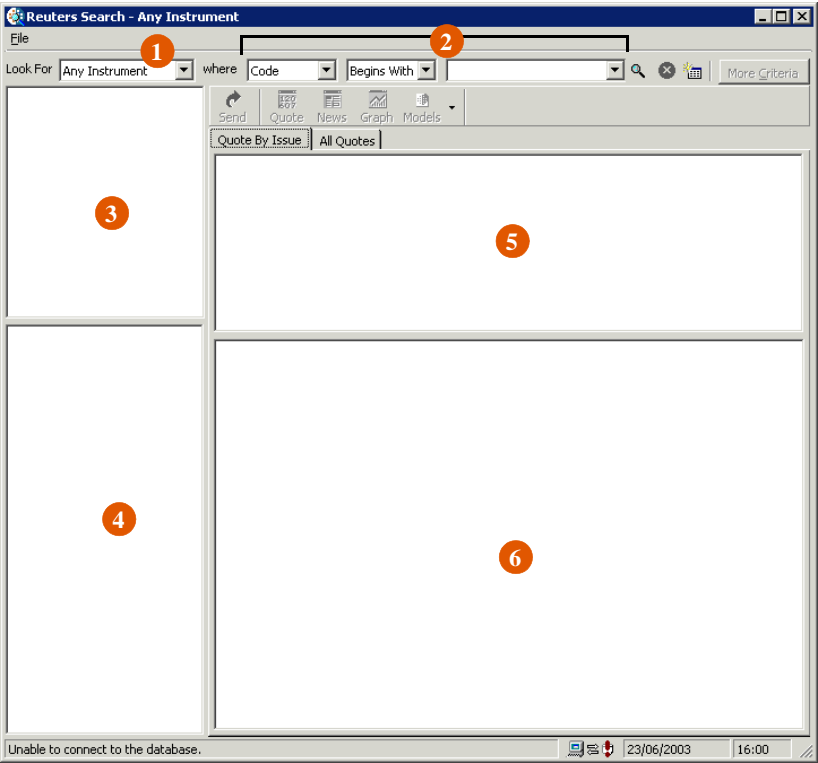 Reuters Search - Any Instrument
File
1
2
Look For Any Instrument where Code Begins With More Criteria
Send Quote News Graph Models
Quote By Issue All Quotes
3
5
4
6
Unable to connect to the database. 23/06/2003 16:00